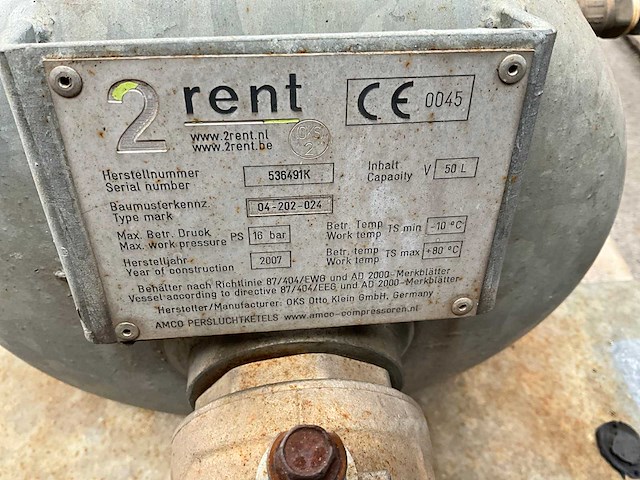 2 rent
CE 0045
www.2rent.nl
www.2rent.be
OKS
2
Herstellnummer 536491K Inhalt V 50 L
Serial number Capacity
Baumusterkennz. 04-202-024
Type mark
Max. Betr. Druck PS 16 bar Betr. Temp TS min -10 °C
Max. work pressure Work temp
Herstelljahr 2007 Betr. temp TS max +80 °C
Year of construction Work temp
Behälter nach Richtlinie 87/404/EWG und AD 2000-Merkblätter
Vessel according to directive 87/404/EEG, and AD 2000-Merkblätter
Hersteller/Manufacturer: OKS Otto Klein GmbH, Germany
AMCO PERSLUCHTKETELS www.amco-compressoren.nl